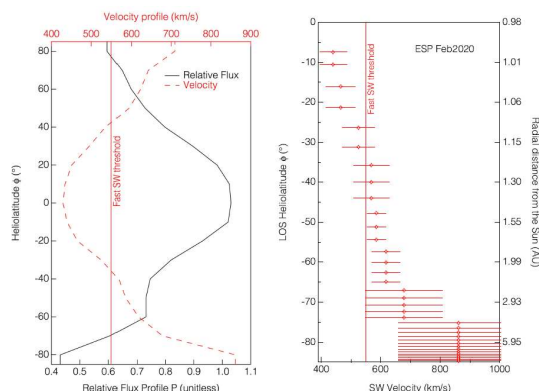 Velocity profile (km/s)
400 500 600 700 800 900
80
60
40
20
0
-20
-40
-60
-80
Heliolatitude ϕ (°)
Relative Flux
Velocity
Fast SW threshold
0.4 0.5 0.6 0.7 0.8 0.9 1.0 1.1
Relative Flux Profile P (unitless)
0
-10
-20
-30
-40
-50
-60
-70
-80
LOS Heliolatitude ϕ (°)
ESP Feb2020
Fast SW threshold
0.98
1.01
1.06
1.15
1.30
1.55
1.99
2.93
5.95
Radial distance from the Sun (AU)
400 600 800 1000
SW Velocity (km/s)